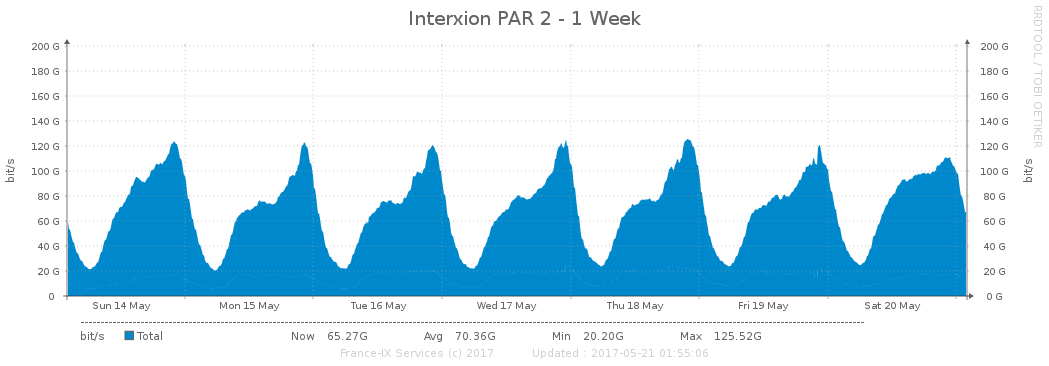 Interxion PAR 2 - 1 Week
RRDTOOL / TOBI OETIKER
bit/s
200 G 200 G
180 G 180 G
160 G 160 G
140 G 140 G
120 G 120 G
100 G 100 G
80 G 80 G
60 G 60 G
40 G 40 G
20 G 20 G
0 0 G
bit/s
Sun 14 May Mon 15 May Tue 16 May Wed 17 May Thu 18 May Fri 19 May Sat 20 May
bit/s Total Now 65.27G Avg 70.36G Min 20.20G Max 125.52G
France-IX Services (c) 2017 Updated : 2017-05-21 01:55:06